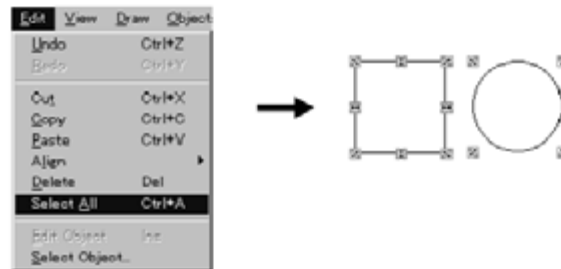 Edit View Draw Object
Undo Ctrl+Z
Redo Ctrl+Y
Cut Ctrl+X
Copy Ctrl+C
Paste Ctrl+V
Align
Delete Del
Select All Ctrl+A
Edit Object Ins
Select Object..